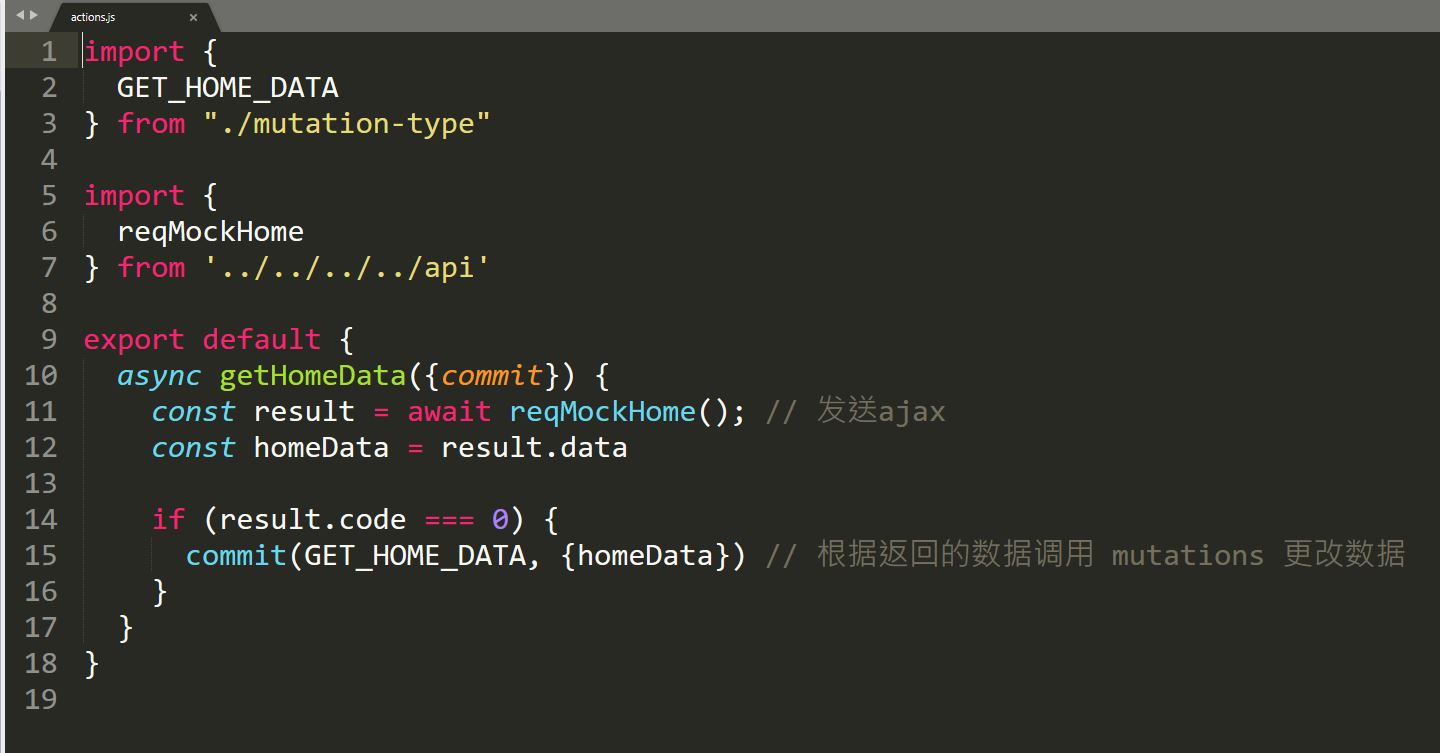 actions.js
1 import {
2   GET_HOME_DATA
3 } from "./mutation-type"
4
5 import {
6   reqMockHome
7 } from '../../../../api'
8
9 export default {
10   async getHomeData({commit}) {
11     const result = await reqMockHome(); // 发送ajax
12     const homeData = result.data
13
14     if (result.code === 0) {
15       commit(GET_HOME_DATA, {homeData}) // 根据返回的数据调用 mutations 更改数据
16     }
17   }
18 }
19